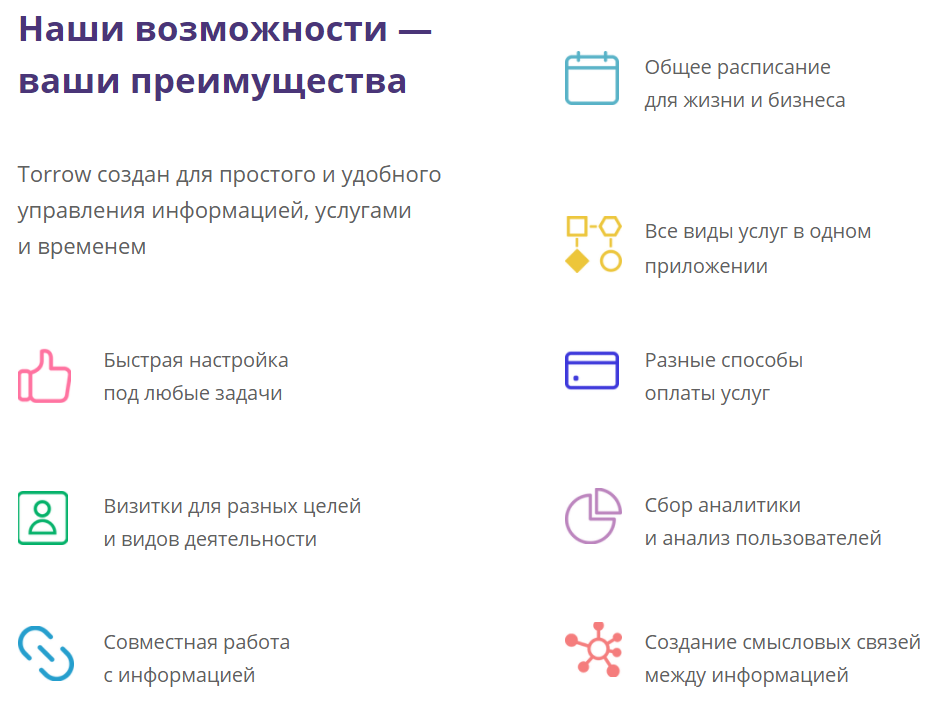 Наши возможности —
ваши преимущества
Torrow создан для простого и удобного
управления информацией, услугами
и временем
Быстрая настройка
под любые задачи
Визитки для разных целей
и видов деятельности
Совместная работа
с информацией
Общее расписание
для жизни и бизнеса
Все виды услуг в одном
приложении
Разные способы
оплаты услуг
Сбор аналитики
и анализ пользователей
Создание смысловых связей
между информацией